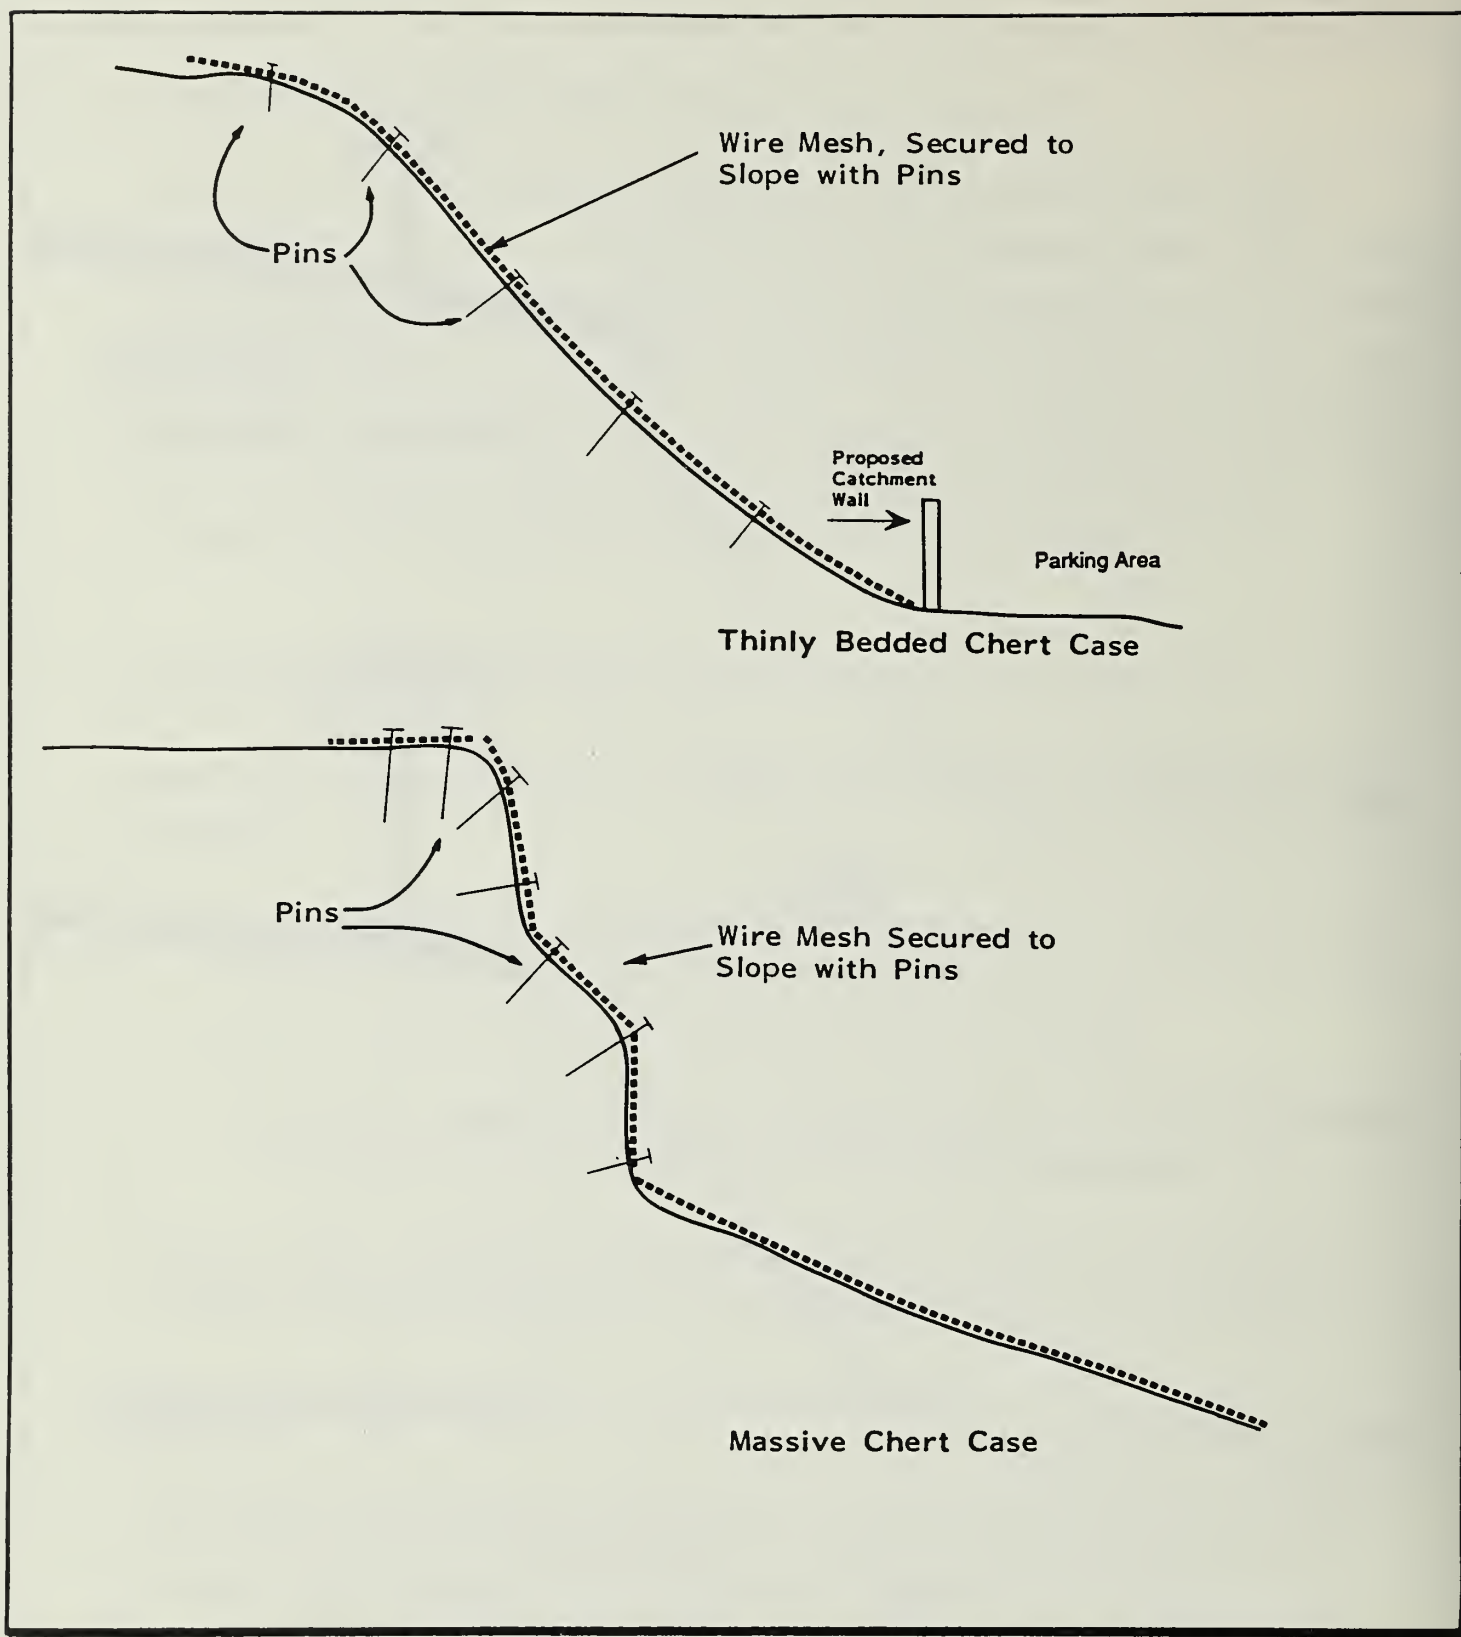 Wire Mesh, Secured to
Slope with Pins
Pins
Proposed
Catchment
Wall
Parking Area
Thinly Bedded Chert Case
Pins
Wire Mesh Secured to
Slope with Pins
Massive Chert Case